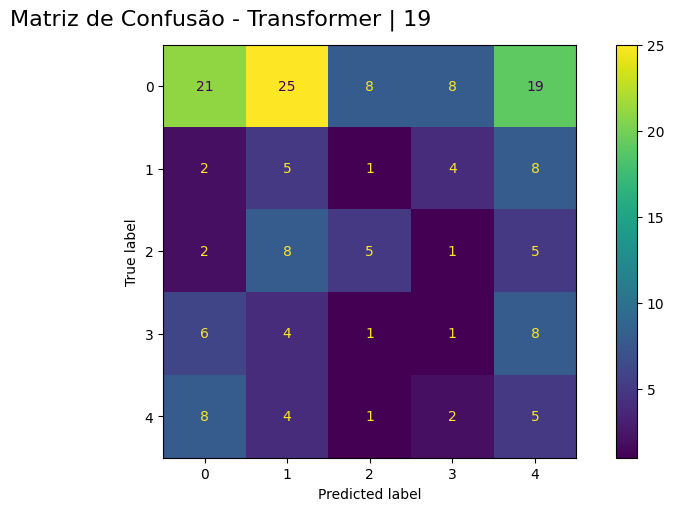 Matriz de Confusão - Transformer | 19
25
0 21 25 8 8 19
20
1 2 5 1 4 8
15
True label
2 2 8 5 1 5
10
3 6 4 1 1 8
5
4 8 4 1 2 5
0 1 2 3 4
Predicted label